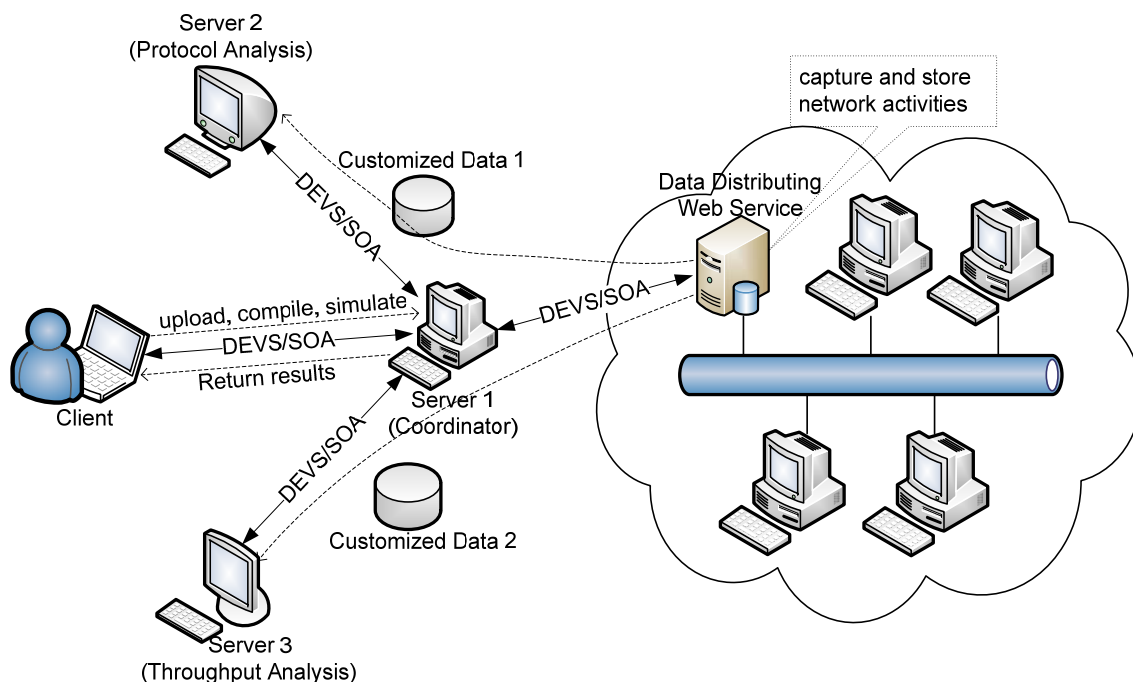 Server 2
(Protocol Analysis)
capture and store
network activities
Customized Data 1
Data Distributing
Web Service
DEVS/SOA
upload, compile, simulate
DEVS/SOA
DEVS/SOA
Return results
Client
Server 1
(Coordinator)
DEVS/SOA
Customized Data 2
Server 3
(Throughput Analysis)